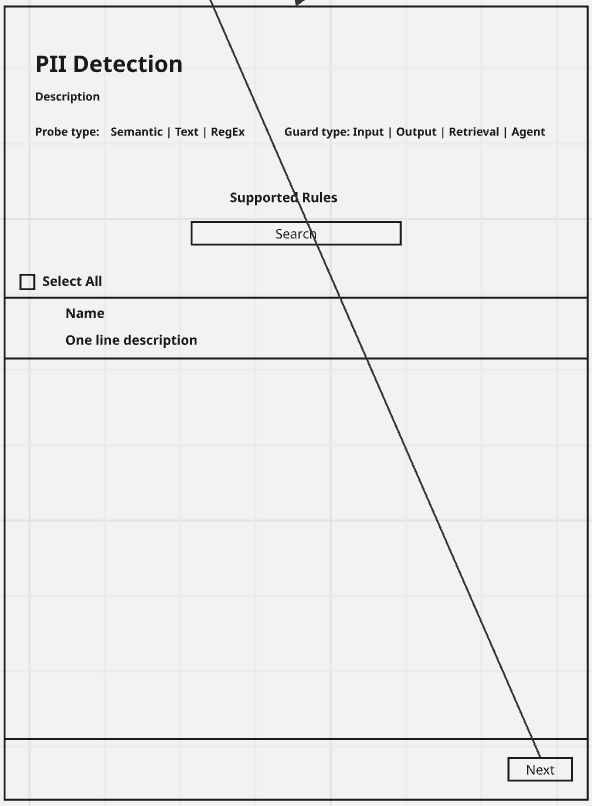 PII Detection
Description
Probe type: Semantic | Text | RegEx Guard type: Input | Output | Retrieval | Agent
Supported Rules
Search
Select All
Name
One line description
Next